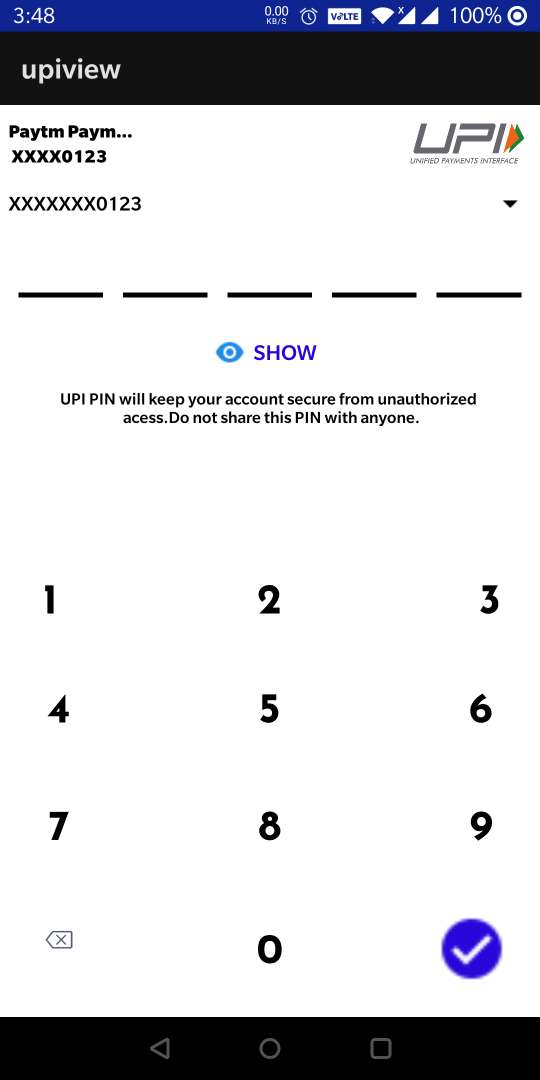 3:48 0.00 KB/S VoLTE x 100%
upiview
Paytm Paym...
XXXX0123
UPI
UNIFIED PAYMENTS INTERFACE
XXXXXXX0123
SHOW
UPI PIN will keep your account secure from unauthorized
acess.Do not share this PIN with anyone.
1 2 3
4 5 6
7 8 9
0